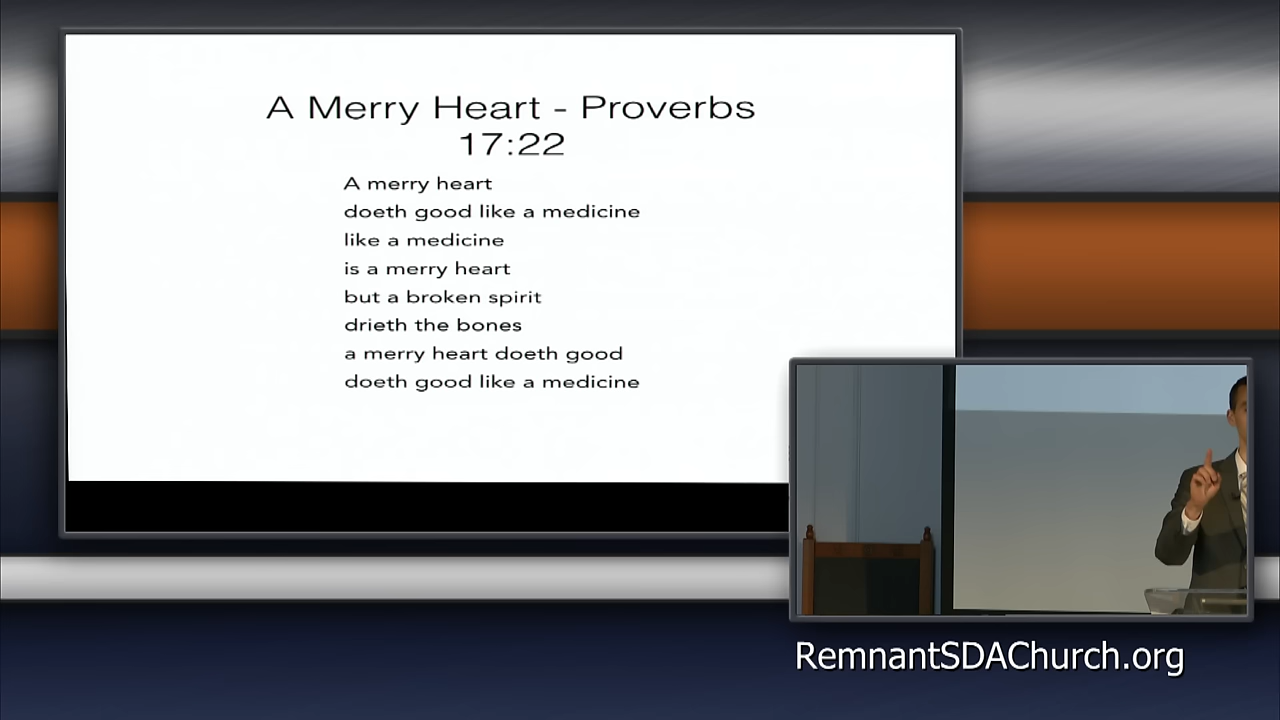 A Merry Heart - Proverbs
17:22
A merry heart
doeth good like a medicine
like a medicine
is a merry heart
but a broken spirit
drieth the bones
a merry heart doeth good
doeth good like a medicine
RemnantSDAChurch.org